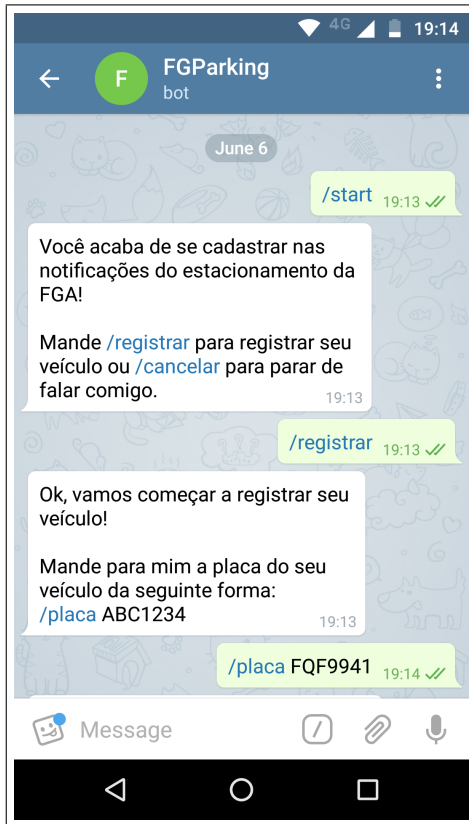 4G 19:14
F
FGParking
bot
June 6
/start 19:13
Você acaba de se cadastrar nas
notificações do estacionamento da
FGA!
Mande /registrar para registrar seu
veículo ou /cancelar para parar de
falar comigo.
19:13
/registrar 19:13
Ok, vamos começar a registrar seu
veículo!
Mande para mim a placa do seu
veículo da seguinte forma:
/placa ABC1234
19:13
/placa FQF9941 19:14
Message